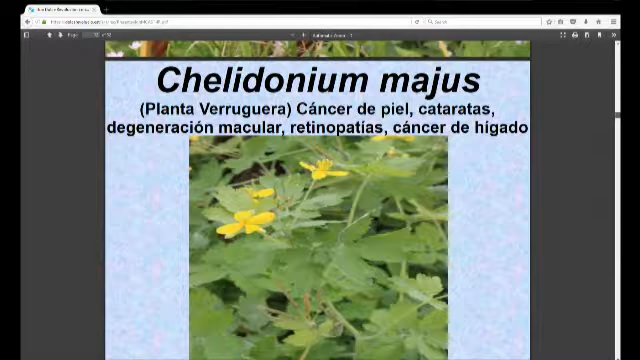 Chelidonium majus
(Planta Verruguera) Cáncer de piel, cataratas,
degeneración macular, retinopatías, cáncer de hígado